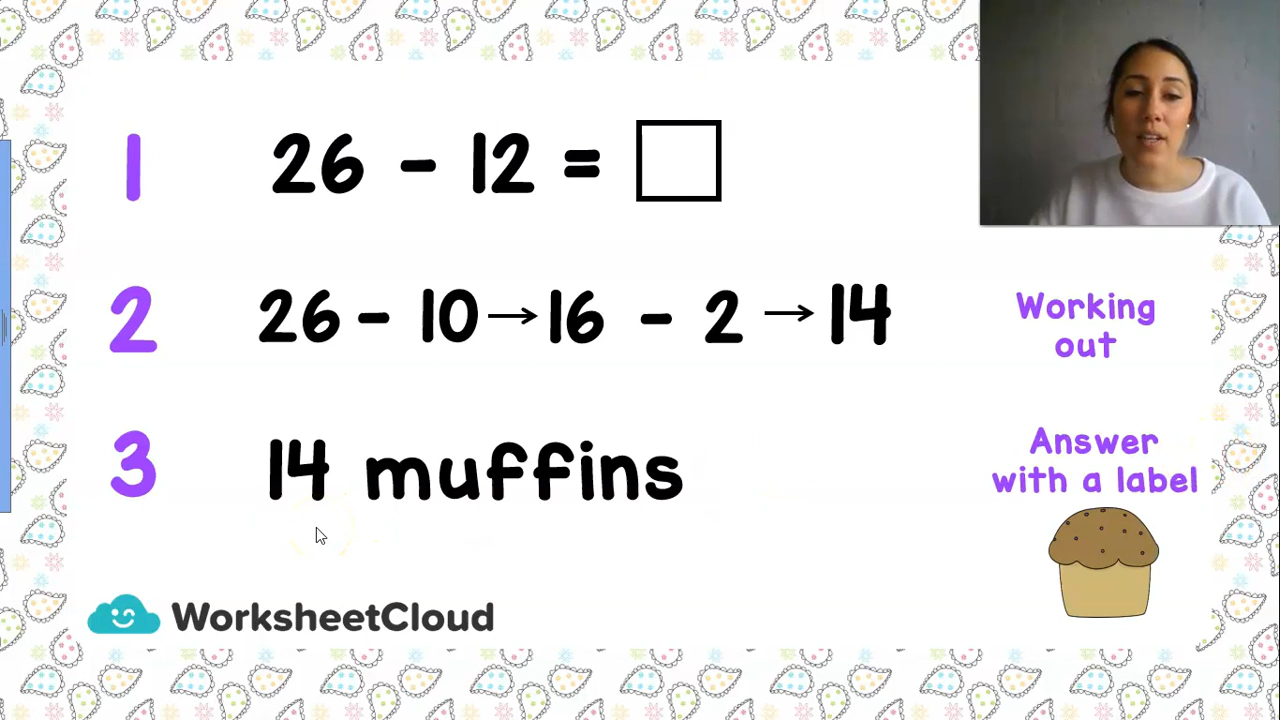 1 26 - 12 =
2 26 - 10 → 16 - 2 → 14
Working
out
3 14 muffins
Answer
with a label
WorksheetCloud